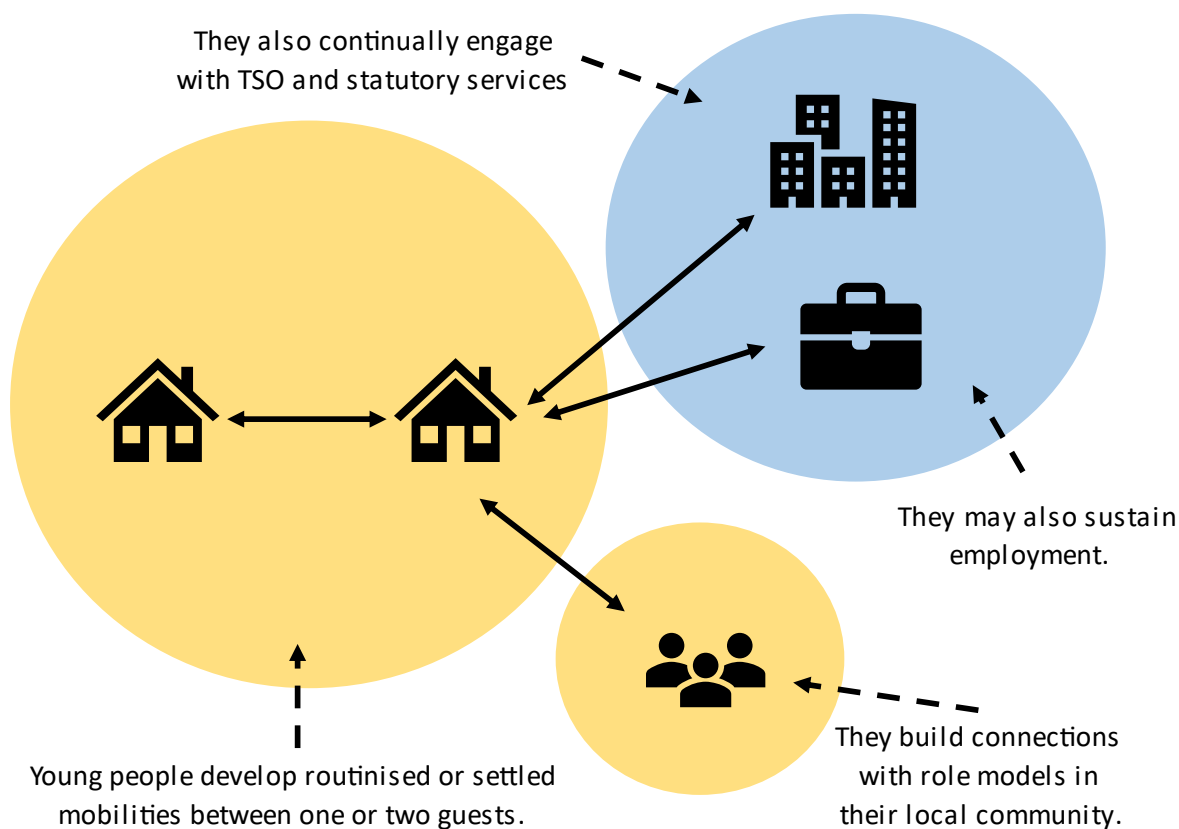 They also continually engage
with TSO and statutory services
They may also sustain
employment.
They build connections
with role models in
their local community.
Young people develop routinised or settled
mobilities between one or two guests.